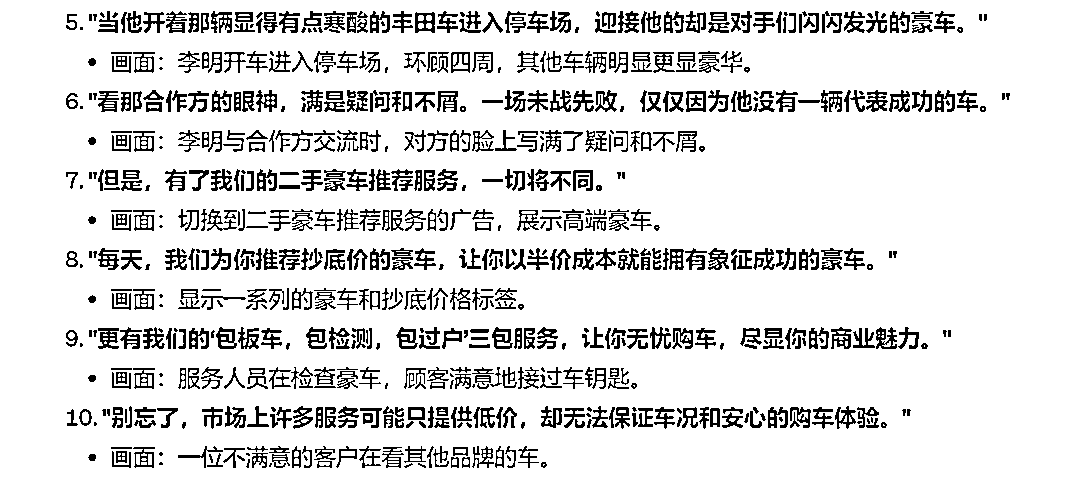 5. "当他开着那辆显得有点寒酸的丰田车进入停车场，迎接他的却是对手们闪闪发光的豪车。"
• 画面：李明开车进入停车场，环顾四周，其他车辆明显更显豪华。
6. "看那合作方的眼神，满是疑问和不屑。一场未战先败，仅仅因为他没有一辆代表成功的车。"
• 画面：李明与合作方交流时，对方的脸上写满了疑问和不屑。
7. "但是，有了我们的二手豪车推荐服务，一切将不同。"
• 画面：切换到二手豪车推荐服务的广告，展示高端豪车。
8. "每天，我们为你推荐抄底价的豪车，让你以半价成本就能拥有象征成功的豪车。"
• 画面：显示一系列的豪车和抄底价格标签。
9. "更有我们的‘包板车，包检测，包过户’三包服务，让你无忧购车，尽显你的商业魅力。"
• 画面：服务人员在检查豪车，顾客满意地接过车钥匙。
10. "别忘了，市场上许多服务可能只提供低价，却无法保证车况和安心的购车体验。"
• 画面：一位不满意的客户在看其他品牌的车。